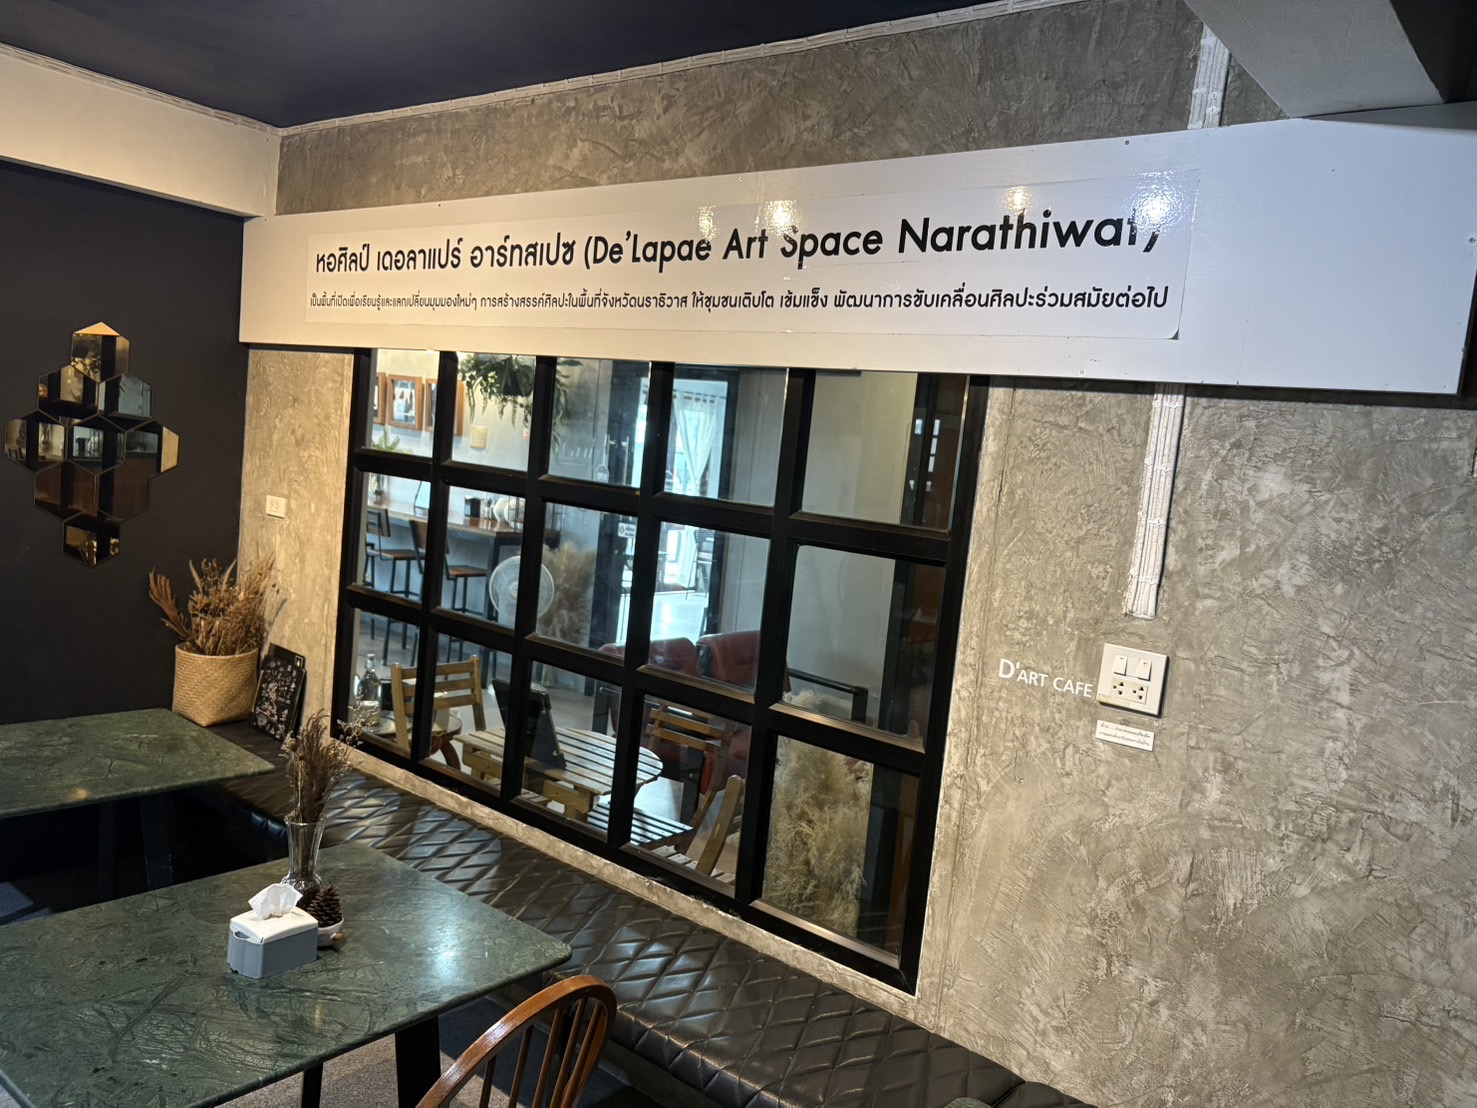 หอศิลป์ เดอลาแปร์ อาร์ทสเปซ (De'Lapae Art Space Narathiwat)
เป็นพื้นที่เปิดเพื่อเรียนรู้และแลกเปลี่ยนมุมมองใหม่ๆ การสร้างสรรค์ศิลปะในพื้นที่จังหวัดนราธิวาส ให้ชุมชนเติบโต เข้มแข็ง พัฒนาการขับเคลื่อนศิลปะร่วมสมัยต่อไป
D'ART CAFE